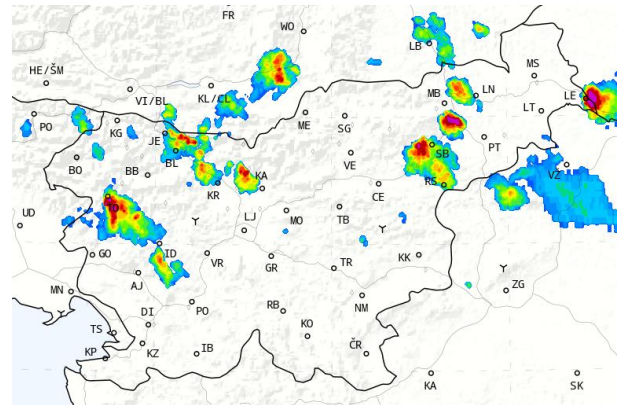 FR
WO
LB
HE/ŠM
VI/BL
KL/CL
MS
LE
MB
LN
PO
KG
JE
ME
SG
LT
BL
SB
PT
BO
BB
VE
VZ
KR
KA
CE
RS
TO
MO
TB
UD
LJ
GO
ID
VR
GR
TR
KK
AJ
MN
ZG
PO
RB
NM
TS
DI
KO
KP
KZ
IB
ČR
KA
SK